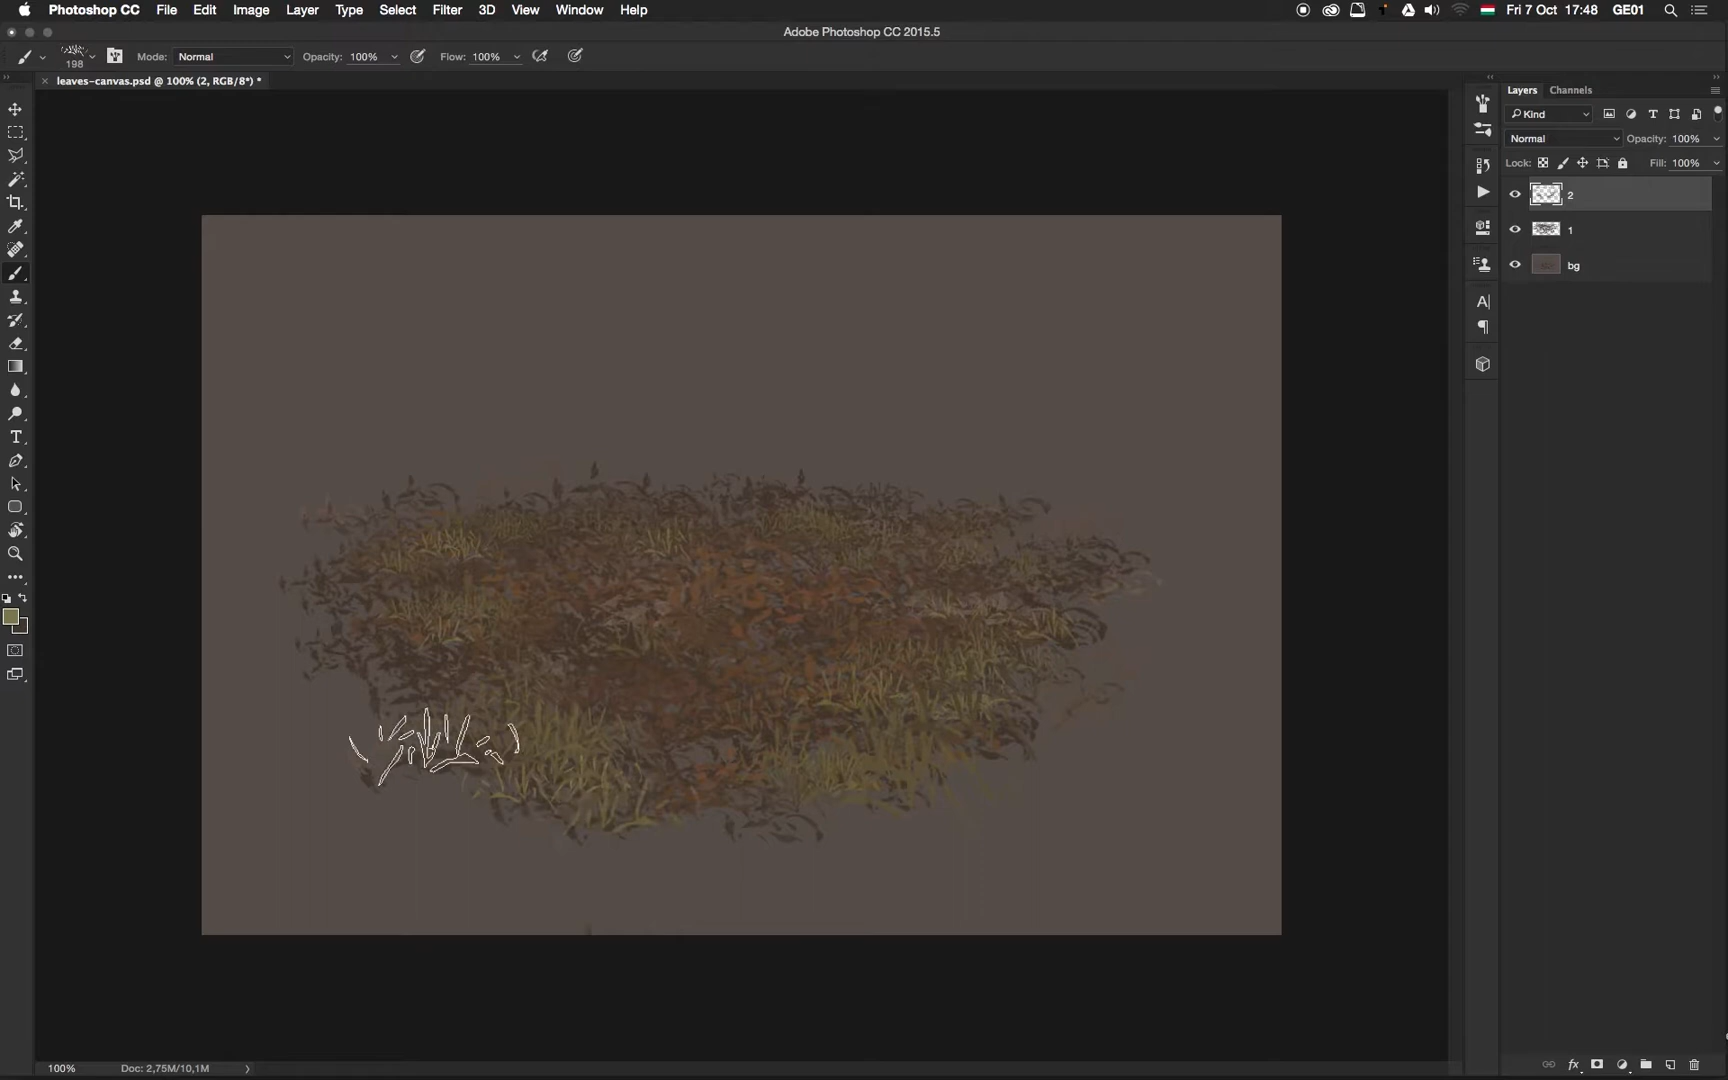 Photoshop CC File Edit Image Layer Type Select Filter 3D View Window Help Fri 7 Oct 17:48 GE01
Adobe Photoshop CC 2015.5
198 Mode: Normal Opacity: 100% Flow: 100%
leaves-canvas.psd @ 100% (2, RGB/8*) *
Layers Channels
Kind
Normal Opacity: 100%
Lock: Fill: 100%
2
1
bg
100% Doc: 2,75M/10,1M